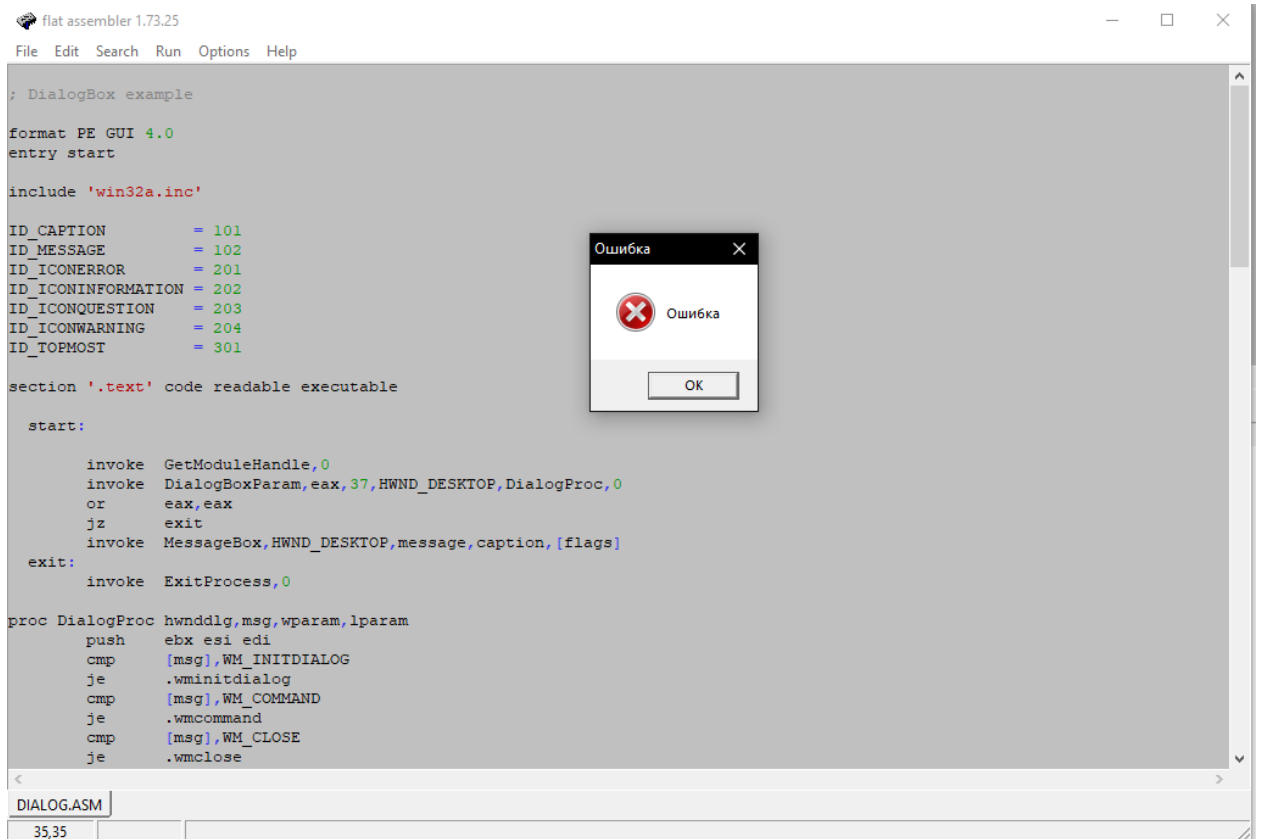 flat assembler 1.73.25
File Edit Search Run Options Help
; DialogBox example
format PE GUI 4.0
entry start
include 'win32a.inc'
ID_CAPTION = 101
ID_MESSAGE = 102
ID_ICONERROR = 201
ID_ICONINFORMATION = 202
ID_ICONQUESTION = 203
ID_ICONWARNING = 204
ID_TOPMOST = 301
section '.text' code readable executable
start:
invoke GetModuleHandle,0
invoke DialogBoxParam,eax,37,HWND_DESKTOP,DialogProc,0
or eax,eax
jz exit
invoke MessageBox,HWND_DESKTOP,message,caption,[flags]
exit:
invoke ExitProcess,0
proc DialogProc hwnddlg,msg,wparam,lparam
push ebx esi edi
cmp [msg],WM_INITDIALOG
je .wminitdialog
cmp [msg],WM_COMMAND
je .wmcommand
cmp [msg],WM_CLOSE
je .wmclose
Ошибка
Ошибка
OK
DIALOG.ASM
35,35